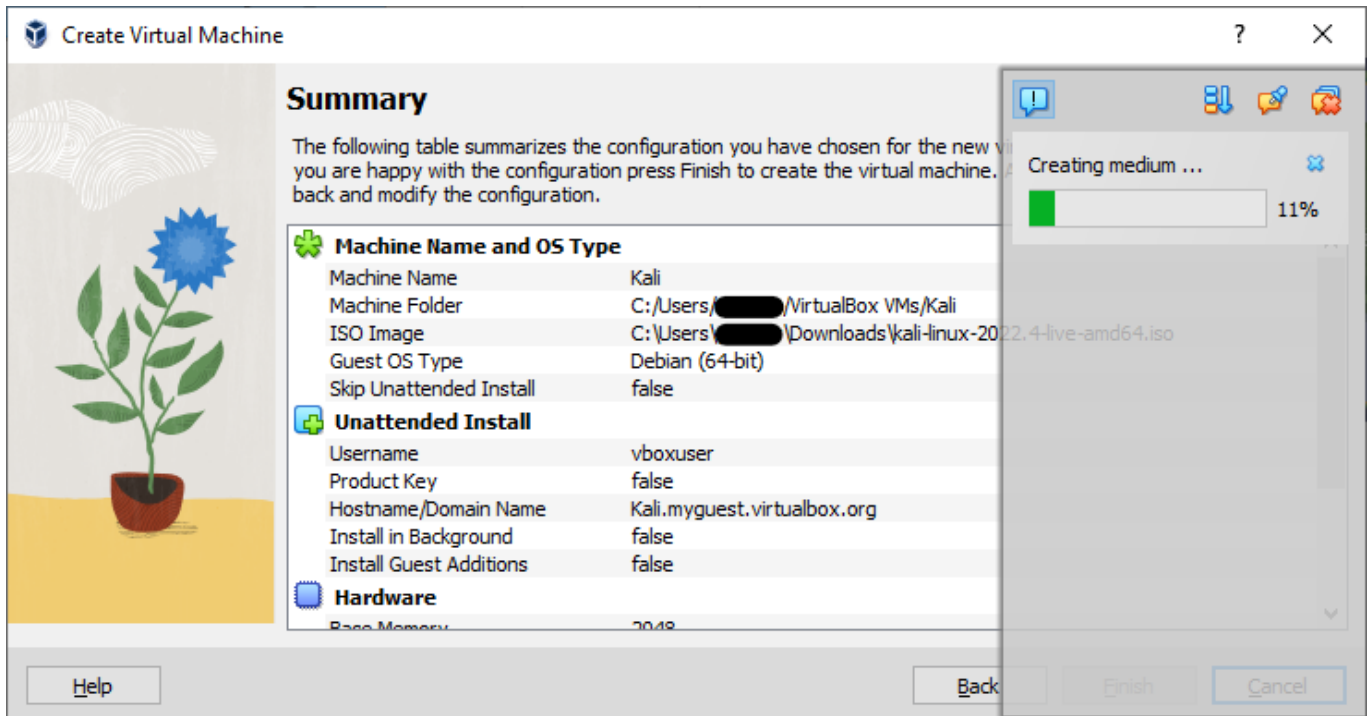 Create Virtual Machine
?
Summary
The following table summarizes the configuration you have chosen for the new vi
you are happy with the configuration press Finish to create the virtual machine. A
back and modify the configuration.
Machine Name and OS Type
Machine Name Kali
Machine Folder C:/Users/ /VirtualBox VMs/Kali
ISO Image C:\Users\ \Downloads\kali-linux-2022.4-live-amd64.iso
Guest OS Type Debian (64-bit)
Skip Unattended Install false
Unattended Install
Username vboxuser
Product Key false
Hostname/Domain Name Kali.myguest.virtualbox.org
Install in Background false
Install Guest Additions false
Hardware
Base Memory 2048
Creating medium ...
11%
Help
Back
Finish
Cancel